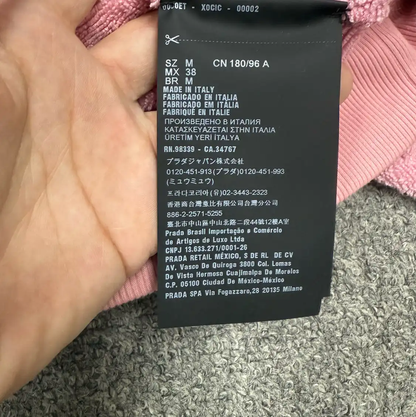 XOCIC - 00002
SZ M CN 180/96 A
MX 38
BR M
MADE IN ITALY
FABRICADO EN ITALIA
FABRICADO EM ITÁLIA
FABRIQUÉ EN ITALIE
ПРОИЗВЕДЕНО В ИТАЛИЯ
ΚΑΤΑΣΚΕΥΑΖΕΤΑΙ ΣΤΗΝ ΙΤΑΛΙΑ
ÜRETİM YERİ İTALYA
RN.98339 - CA.34767
プラダジャパン株式会社
0120-451-913(プラダ)/0120-451-993
(ミュウミュウ)
프라다코리아(유)02-3443-2323
香港商台灣普拉達有限公司台灣分公司
886-2-2571-5255
臺北市中山區中山北路二段44號12樓A室
Prada Brasil Importação e Comércio
de Artigos de Luxo Ltda
CNPJ 13.633.271/0001-26
PRADA RETAIL MÉXICO, S DE RL DE CV
AV. Vasco De Quiroga 3800 Col. Lomas
De Vista Hermosa Cuajimalpa De Morelos
C.P. 05100 Ciudad De México-México
PRADA SPA Via Fogazzaro,28 20135 Milano